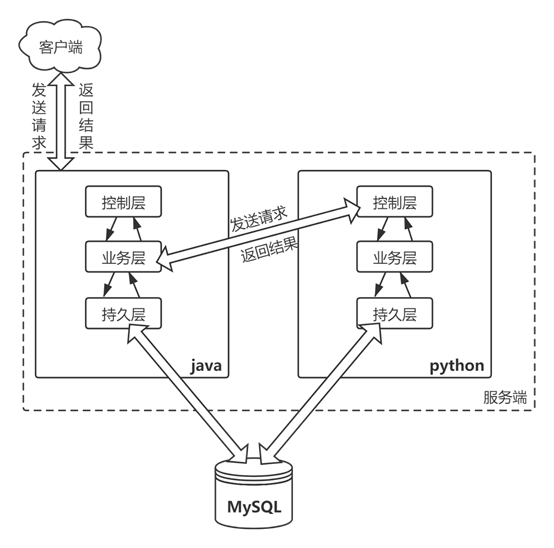 客户端
发送请求
返回结果
控制层
业务层
持久层
java
发送请求
返回结果
控制层
业务层
持久层
python
服务端
MySQL